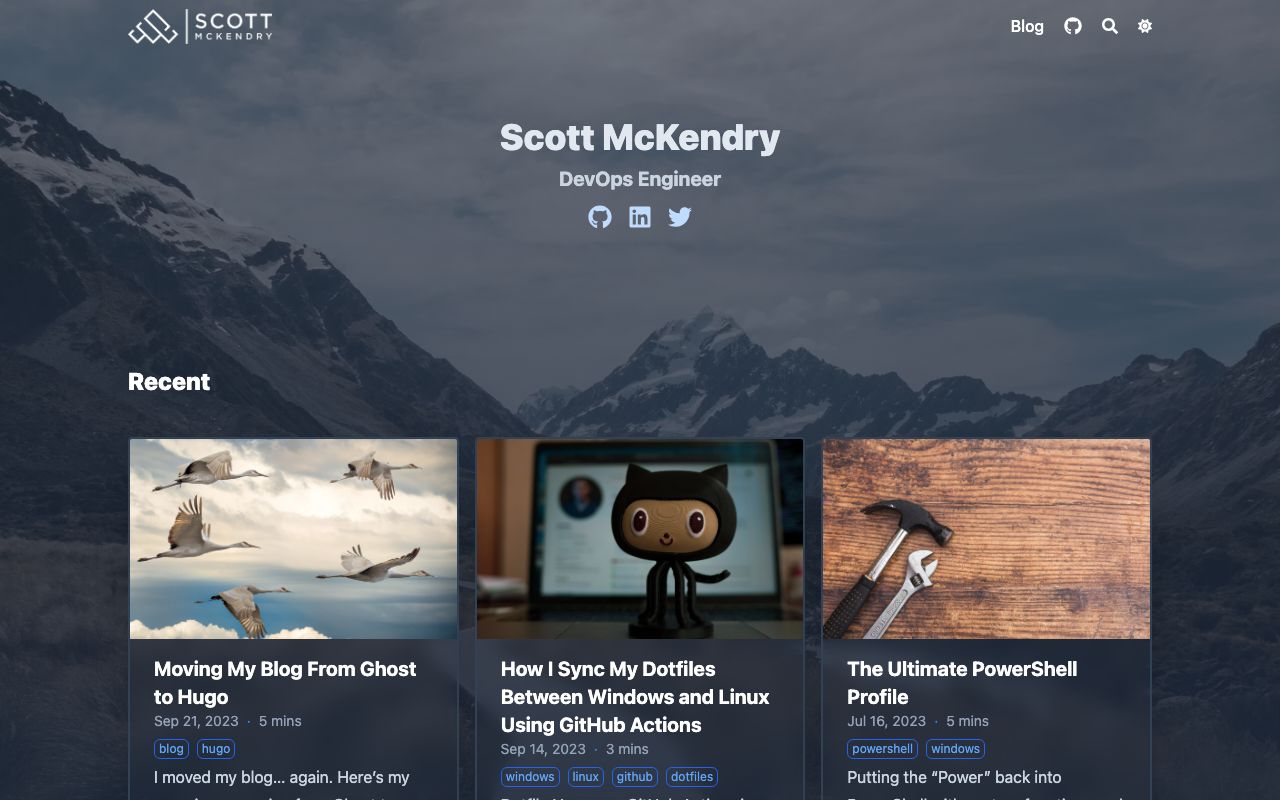 SCOTT
MCKENDRY
Blog
Scott McKendry
DevOps Engineer
Recent
Moving My Blog From Ghost
to Hugo
Sep 21, 2023 · 5 mins
blog hugo
I moved my blog… again. Here’s my
How I Sync My Dotfiles
Between Windows and Linux
Using GitHub Actions
Sep 14, 2023 · 3 mins
windows linux github dotfiles
The Ultimate PowerShell
Profile
Jul 16, 2023 · 5 mins
powershell windows
Putting the “Power” back into